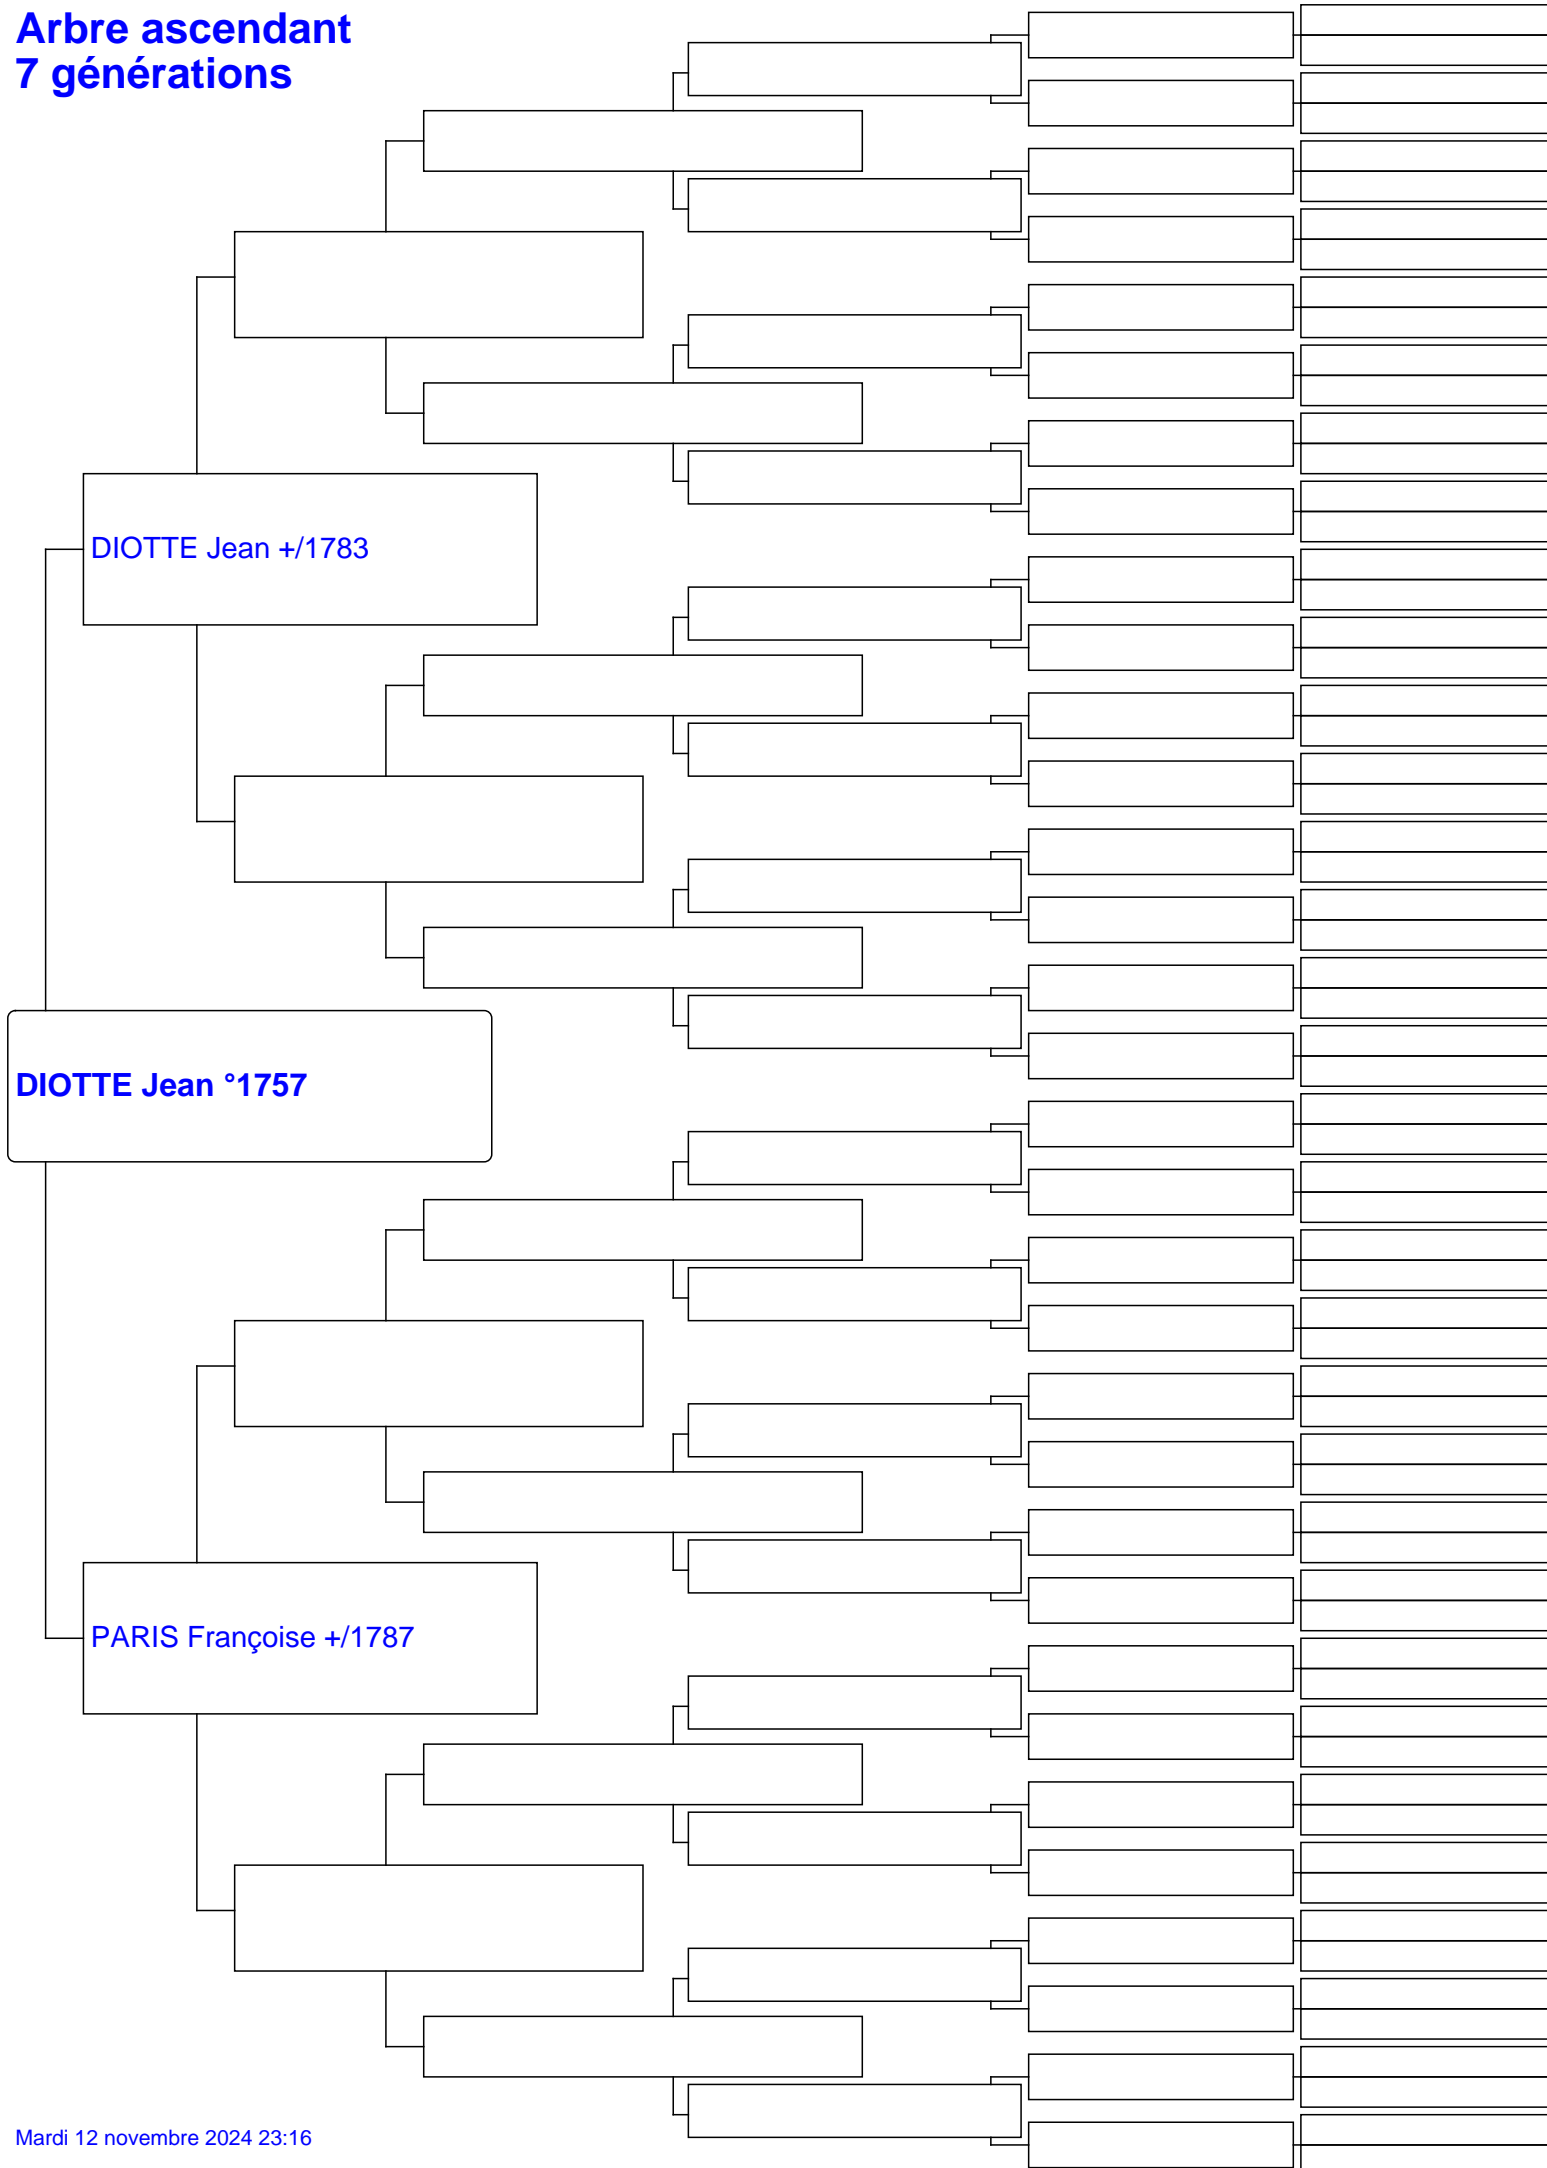 Arbre ascendant
7 générations
DIOTTE Jean +/1783
DIOTTE Jean °1757
PARIS Françoise +/1787
Mardi 12 novembre 2024 23:16